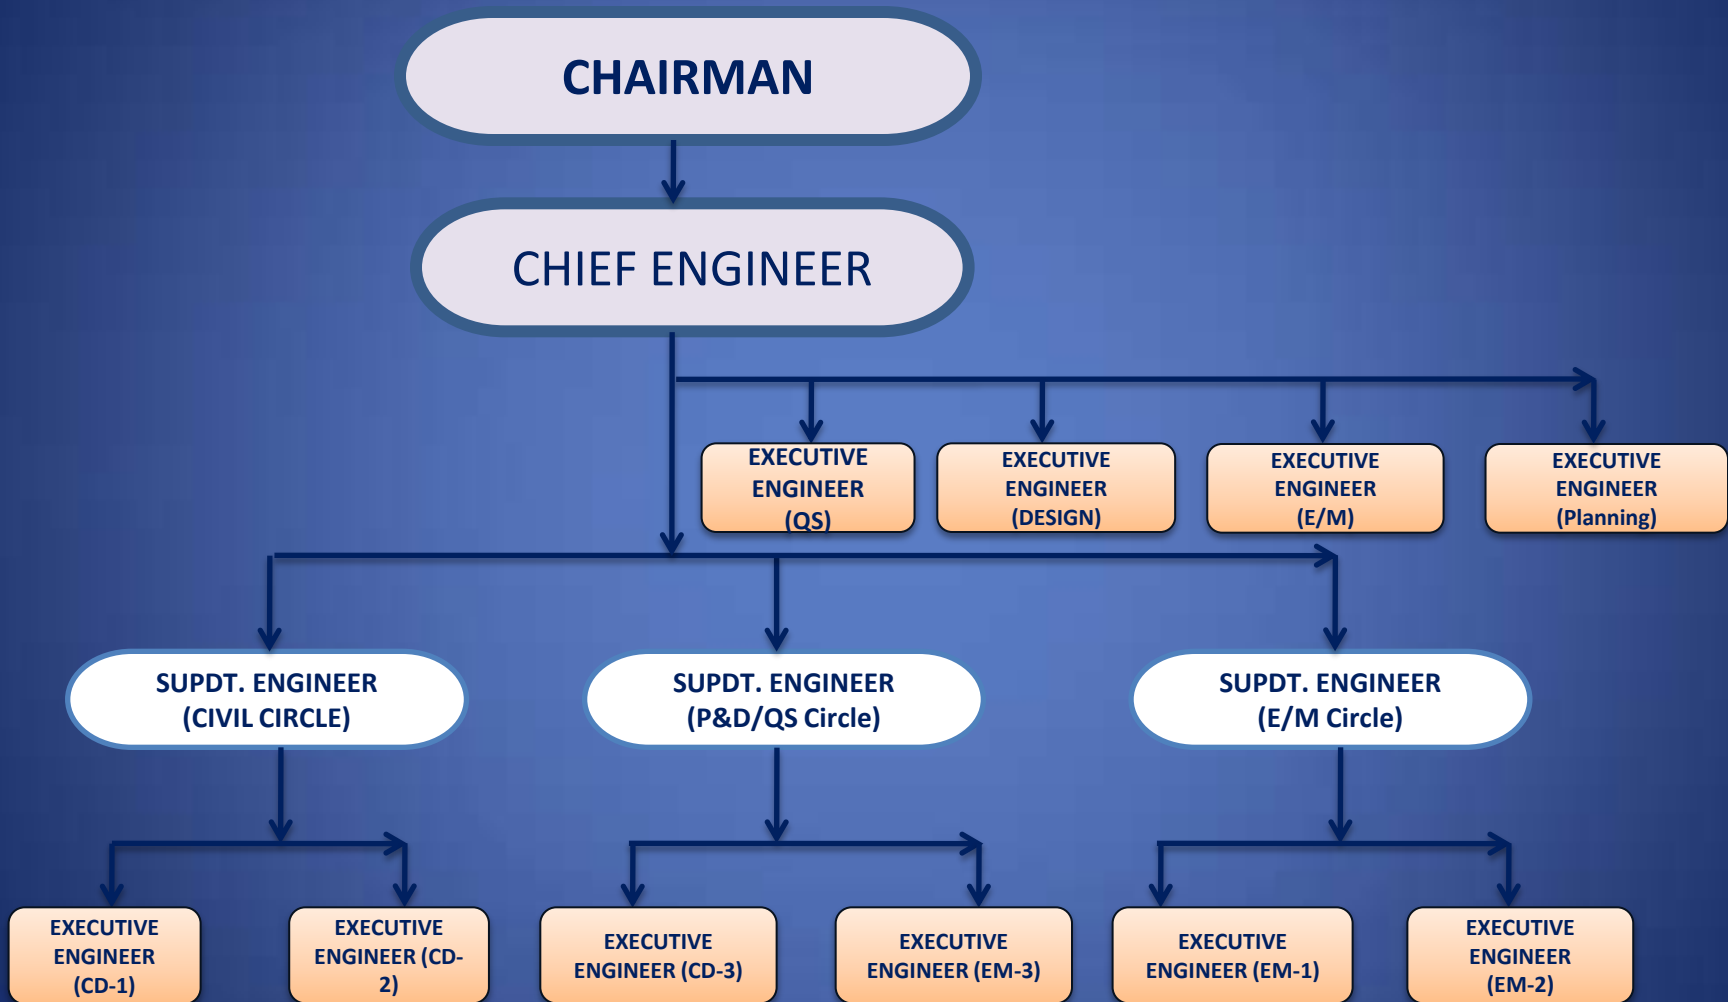 CHAIRMAN
CHIEF ENGINEER
EXECUTIVE
ENGINEER
(QS)
EXECUTIVE
ENGINEER
(DESIGN)
EXECUTIVE
ENGINEER
(E/M)
EXECUTIVE
ENGINEER
(Planning)
SUPDT. ENGINEER
(CIVIL CIRCLE)
SUPDT. ENGINEER
(P&D/QS Circle)
SUPDT. ENGINEER
(E/M Circle)
EXECUTIVE
ENGINEER
(CD-1)
EXECUTIVE
ENGINEER (CD-
2)
EXECUTIVE
ENGINEER (CD-3)
EXECUTIVE
ENGINEER (EM-3)
EXECUTIVE
ENGINEER (EM-1)
EXECUTIVE
ENGINEER
(EM-2)